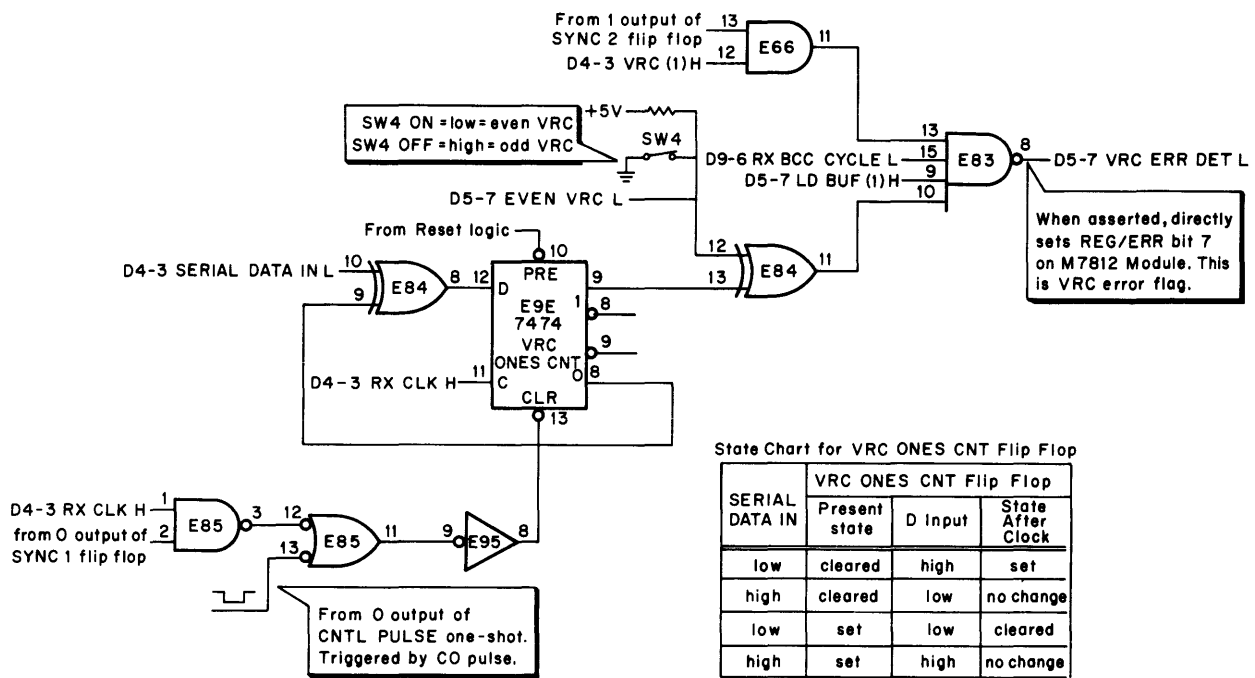 From 1 output of
SYNC 2 flip flop
13
D4-3 VRC (1) H
12
E66
11
+5V
SW4 ON = low = even VRC
SW4 OFF = high = odd VRC
SW4
D9-6 RX BCC CYCLE L
D5-7 LD BUF (1) H
13
15
9
10
E83
8
D5-7 VRC ERR DET L
D5-7 EVEN VRC L
When asserted, directly
sets REG/ERR bit 7
on M7812 Module. This
is VRC error flag.
From Reset logic
10
D4-3 SERIAL DATA IN L
10
9
E84
8
12
PRE
D
E9E
7474
VRC
ONES CNT
1
0
C
CLR
9
8
9
8
12
13
E84
11
D4-3 RX CLK H
11
13
D4-3 RX CLK H
1
from 0 output of
SYNC 1 flip flop
2
E85
3
12
13
E85
11
9
E95
8
From 0 output of
CNTL PULSE one-shot.
Triggered by CO pulse.
State Chart for VRC ONES CNT Flip Flop
SERIAL DATA IN
VRC ONES CNT Flip Flop
Present state
D Input
State After Clock
low cleared high set
high cleared low no change
low set low cleared
high set high no change